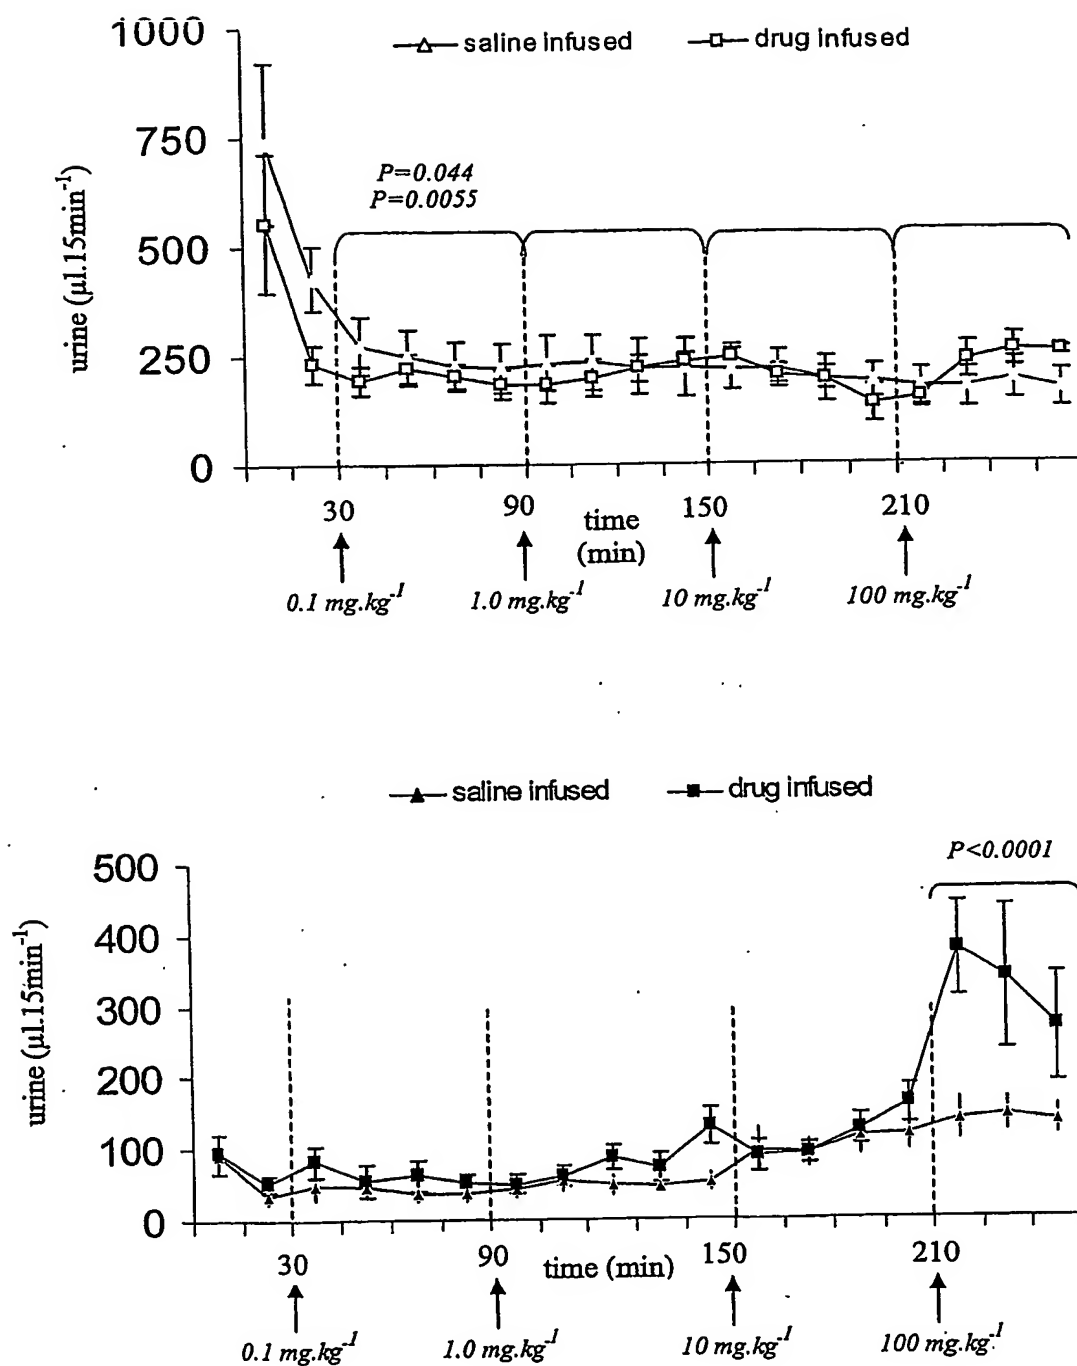 1000
saline infused
drug infused
750
P=0.044
P=0.0055
500
250
0
urine (µl.15min⁻¹)
30
90
150
210
time
(min)
0.1 mg.kg⁻¹
1.0 mg.kg⁻¹
10 mg.kg⁻¹
100 mg.kg⁻¹
saline infused
drug infused
P<0.0001
500
400
300
200
100
0
urine (µl.15min⁻¹)
30
90
time (min)
150
210
0.1 mg.kg⁻¹
1.0 mg.kg⁻¹
10 mg.kg⁻¹
100 mg.kg⁻¹